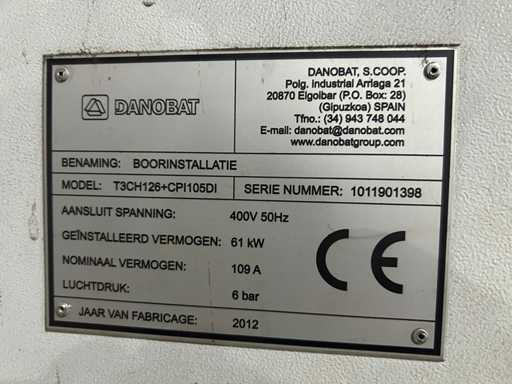 DANOBAT
DANOBAT, S.COOP.
Polg. industrial Arriaga 21
20870 Elgoibar (P.O. Box: 28)
(Gipuzkoa) SPAIN
Tfno.: (34) 943 748 044
E-mail: danobat@danobat.com
www.danobatgroup.com
BENAMING: BOORINSTALLATIE
MODEL: T3CH126+CPI105DI SERIE NUMMER: 1011901398
AANSLUIT SPANNING: 400V 50Hz
GEÏNSTALLEERD VERMOGEN: 61 kW
NOMINAAL VERMOGEN: 109 A
LUCHTDRUK: 6 bar
CE
JAAR VAN FABRICAGE: 2012